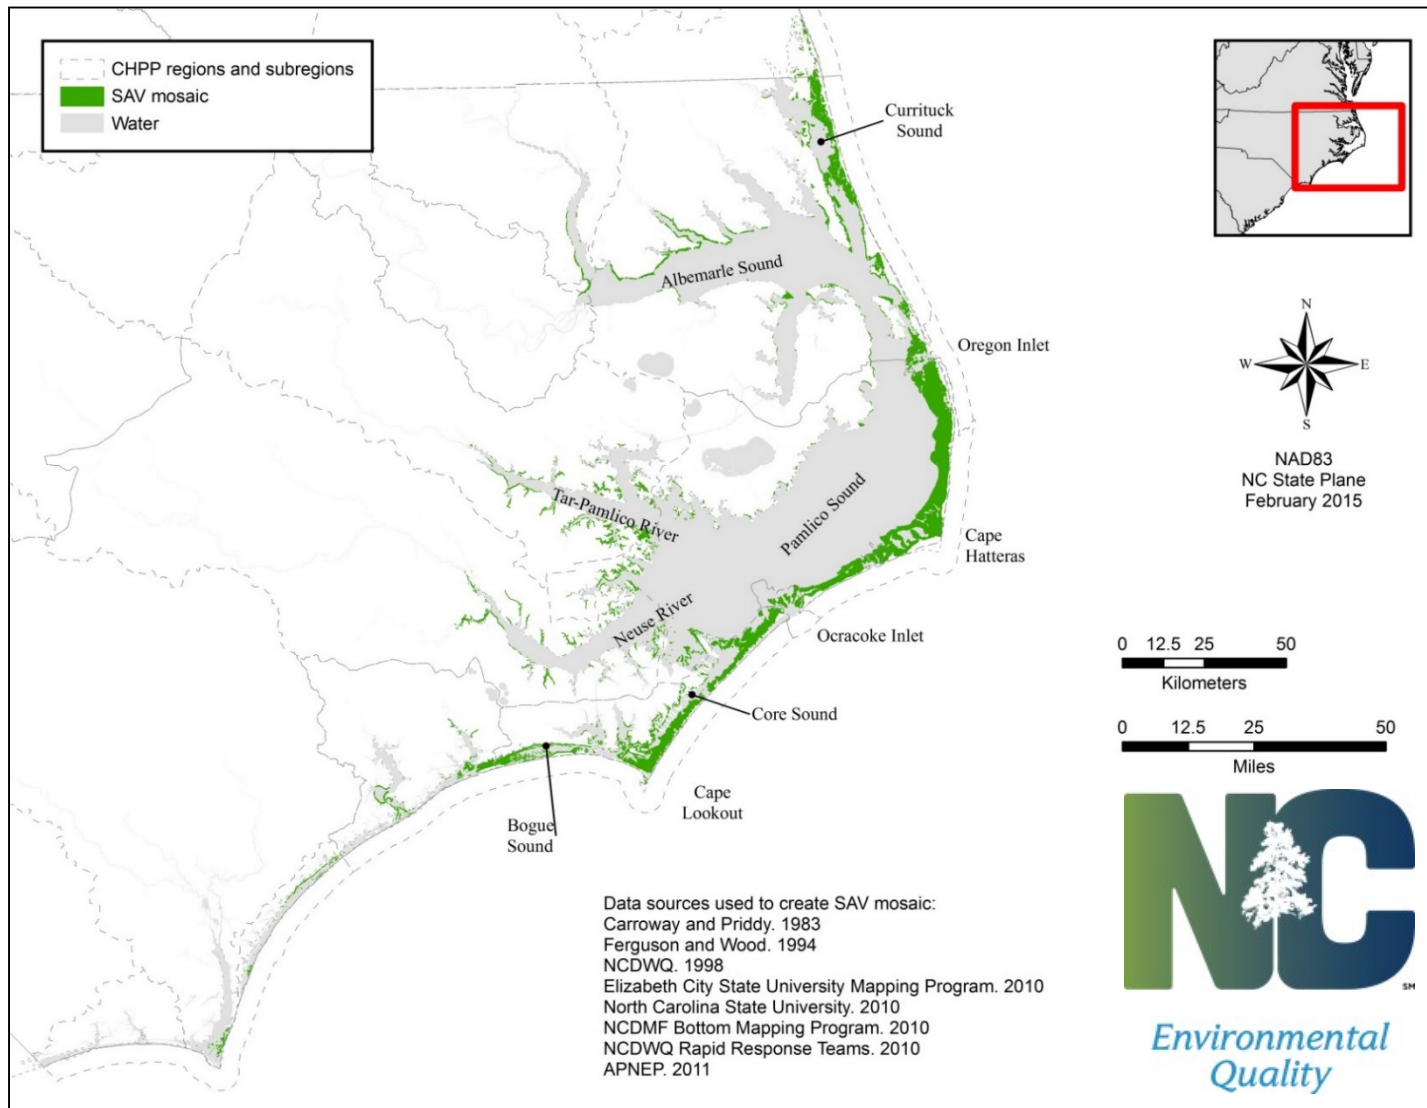 CHPP regions and subregions
SAV mosaic
Water
Currituck
Sound
Albemarle Sound
Oregon Inlet
N
W
E
S
NAD83
NC State Plane
February 2015
Tar-Pamlico River
Pamlico Sound
Cape
Hatteras
Neuse River
Ocracoke Inlet
0 12.5 25 50
Kilometers
Core Sound
0 12.5 25 50
Miles
Cape
Lookout
Bogue
Sound
Data sources used to create SAV mosaic:
Carroway and Priddy. 1983
Ferguson and Wood. 1994
NCDWQ. 1998
Elizabeth City State University Mapping Program. 2010
North Carolina State University. 2010
NCDMF Bottom Mapping Program. 2010
NCDWQ Rapid Response Teams. 2010
APNEP. 2011
NC
SM
Environmental
Quality